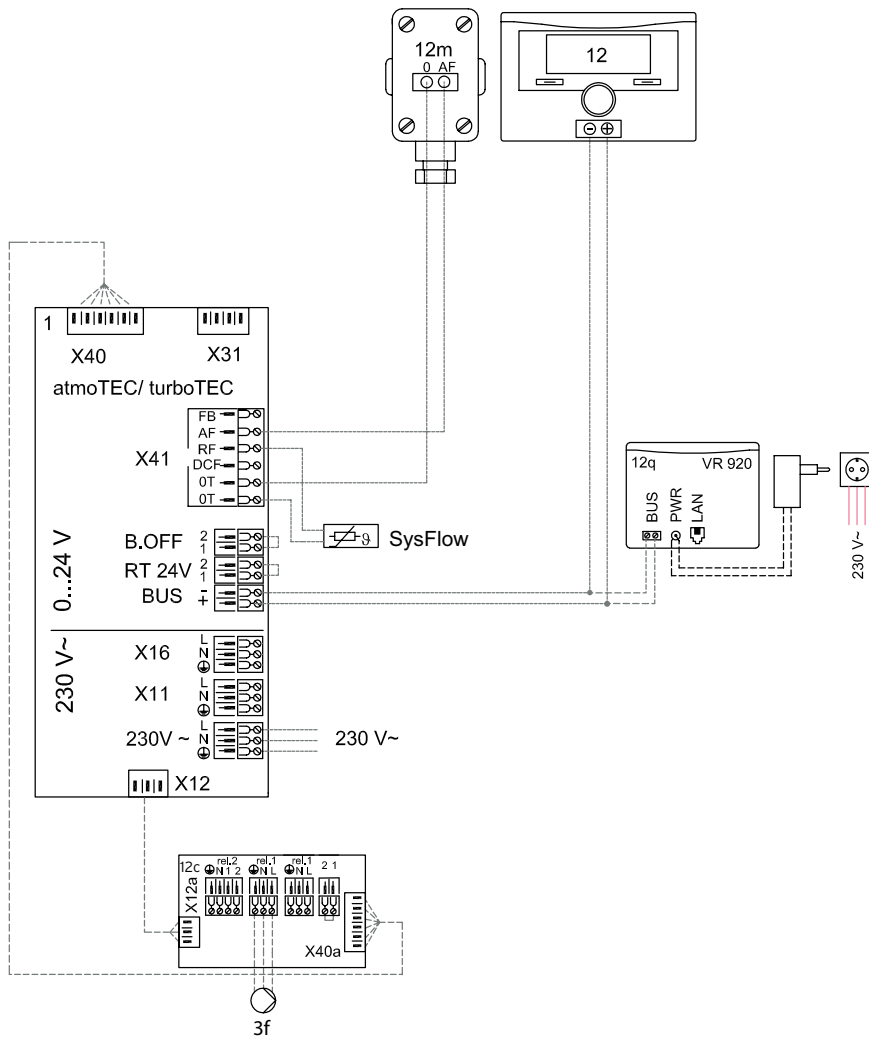 12m
0 AF
12
1
X40
X31
atmoTEC/ turboTEC
X41
FB
AF
RF
DCF
0T
0T
SysFlow
0...24 V
B.OFF 2
1
RT 24V 2
1
BUS -
+
12q VR 920
BUS
PWR
LAN
230 V~
230 V~
X16 L
N
X11 L
N
230V ~ L
N
230 V~
X12
12c
X12a
rel.2
N 1 2
rel.1
N L
rel.1
N L
2 1
X40a
3f